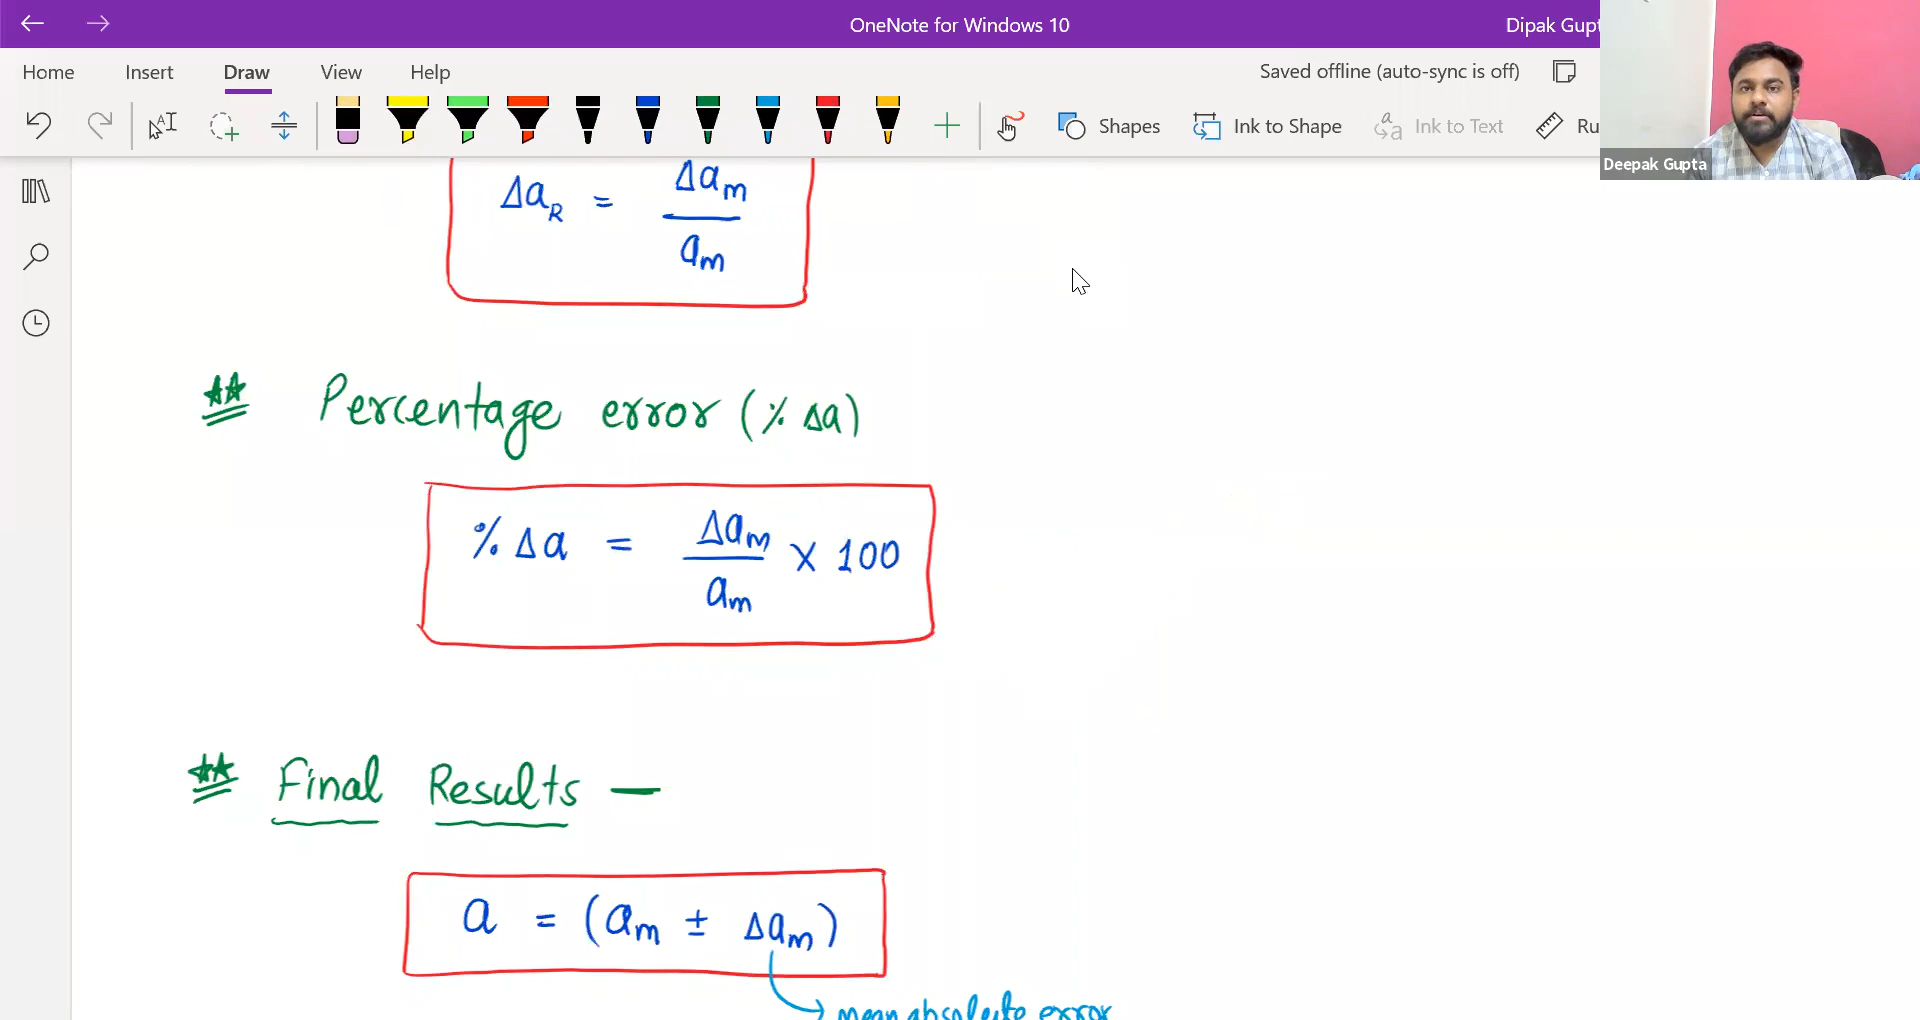 OneNote for Windows 10
Dipak Gupt
Home Insert Draw View Help
Saved offline (auto-sync is off)
Shapes Ink to Shape Ink to Text Ru
Deepak Gupta
Δa_R = Δa_m / a_m
** Percentage error (% Δa)
% Δa = Δa_m / a_m × 100
** Final Results —
a = (a_m ± Δa_m)
mean absolute error